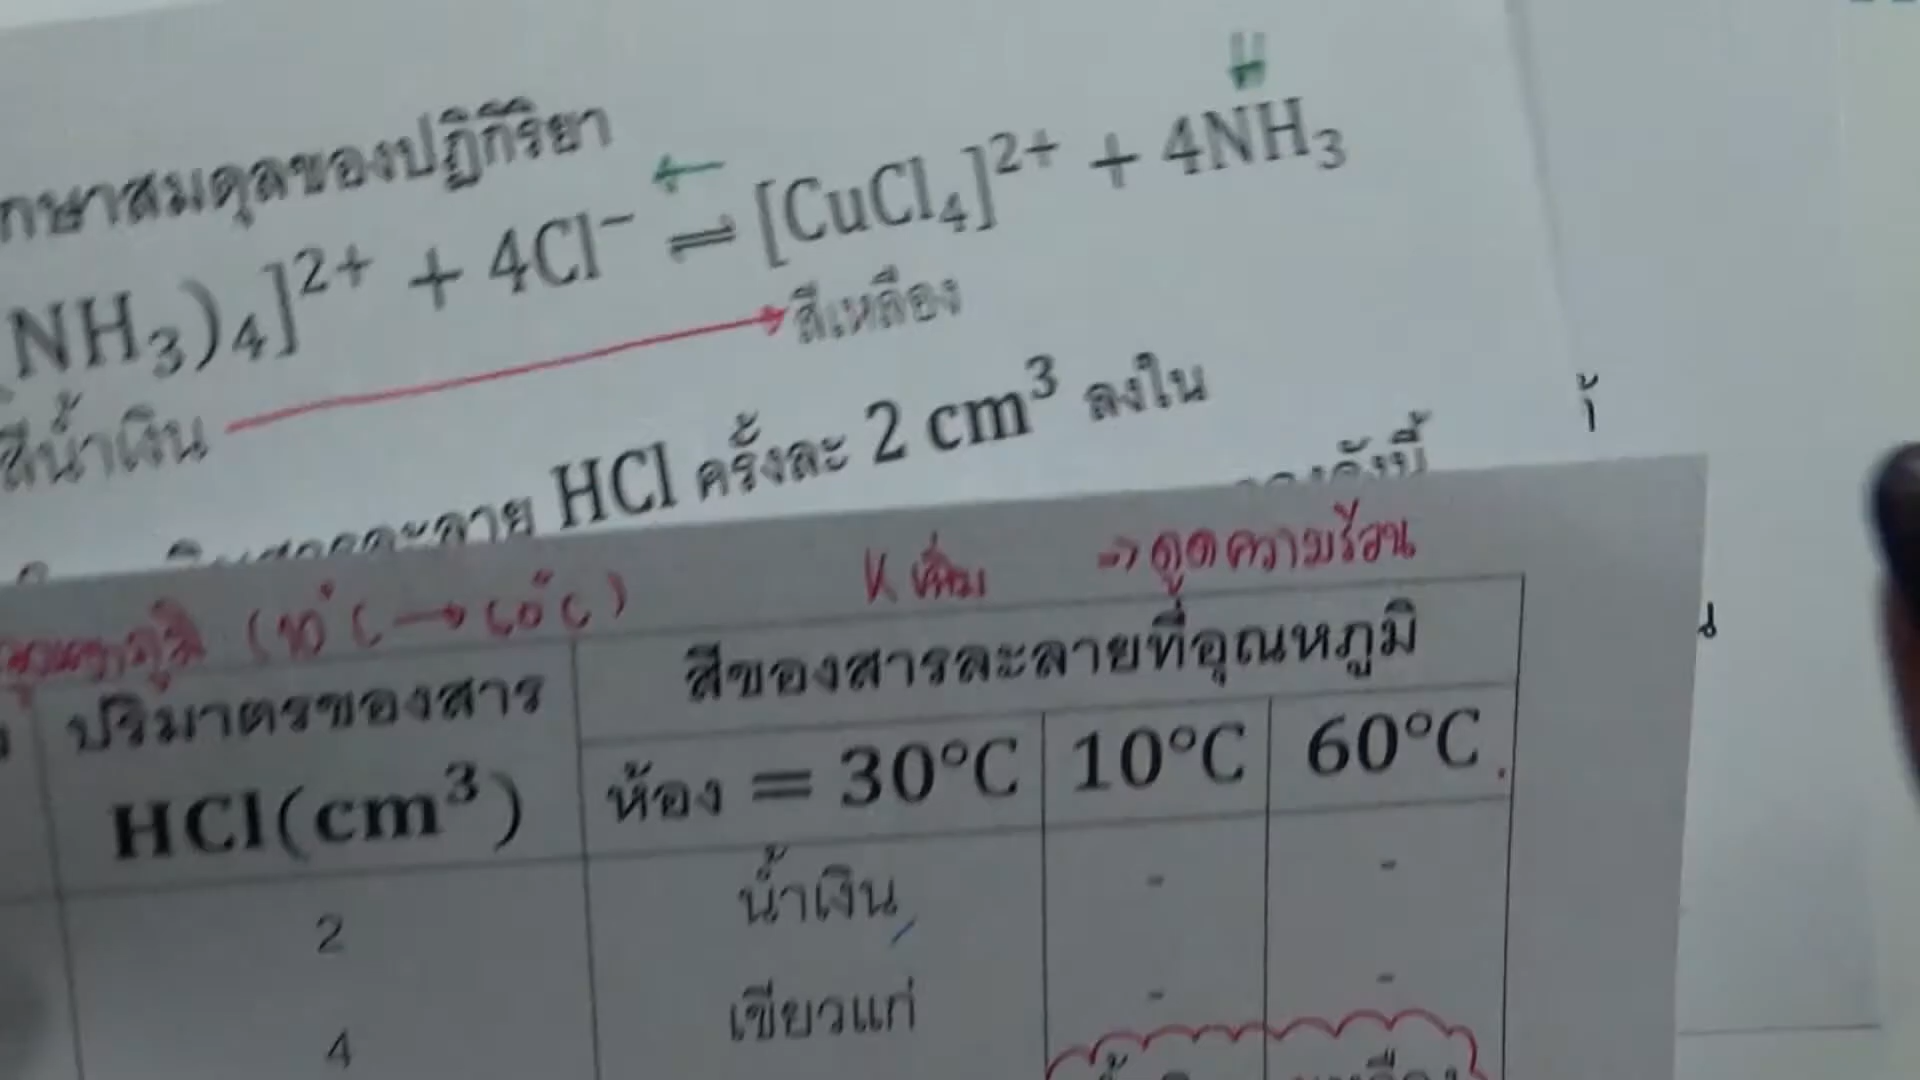 กษาสมดุลของปฏิกิริยา
NH₃)₄]²⁺ + 4Cl⁻ ⇌ [CuCl₄]²⁺ + 4NH₃
สีน้ำเงิน → สีเหลือง
HCl ครั้งละ 2 cm³ ลงใน
K เพิ่ม → ดูดความร้อน
ปริมาตรของสาร HCl(cm³)
สีของสารละลายที่อุณหภูมิ
ห้อง = 30°C 10°C 60°C
2 น้ำเงิน - -
4 เขียวแก่ - -